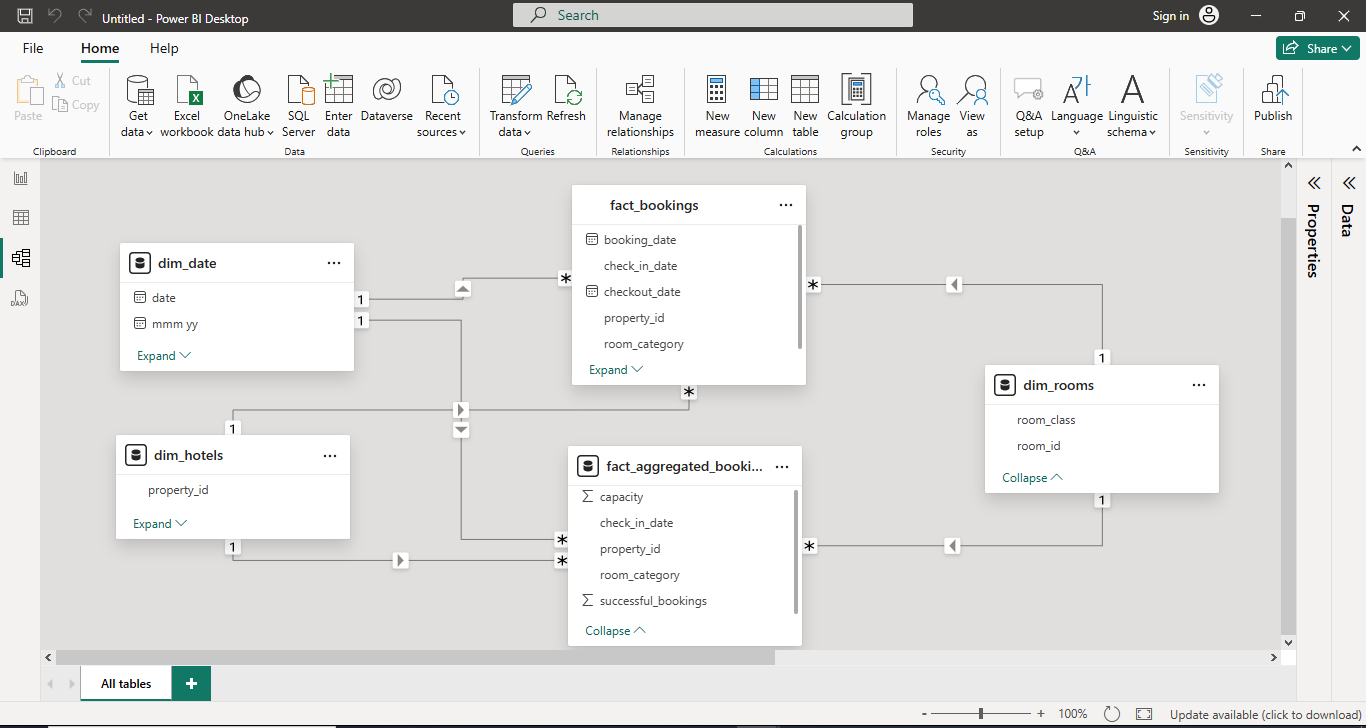 Untitled - Power BI Desktop
Search
Sign in
File
Home
Help
Share
Paste
Cut
Copy
Get data
Excel workbook
OneLake data hub
SQL Server
Enter data
Dataverse
Recent sources
Transform data
Refresh
Manage relationships
New measure
New column
New table
Calculation group
Manage roles
View as
Q&A setup
Language
Linguistic schema
Sensitivity
Publish
Clipboard
Data
Queries
Relationships
Calculations
Security
Q&A
Sensitivity
Share
DAX
fact_bookings
booking_date
check_in_date
checkout_date
property_id
room_category
Expand
dim_date
date
mmm yy
Expand
1
1
*
*
1
*
1
dim_rooms
room_class
room_id
Collapse
1
dim_hotels
property_id
Expand
1
fact_aggregated_booki...
capacity
check_in_date
property_id
room_category
successful_bookings
Collapse
*
*
*
Properties
Data
All tables
+
- + 100%
Update available (click to download)